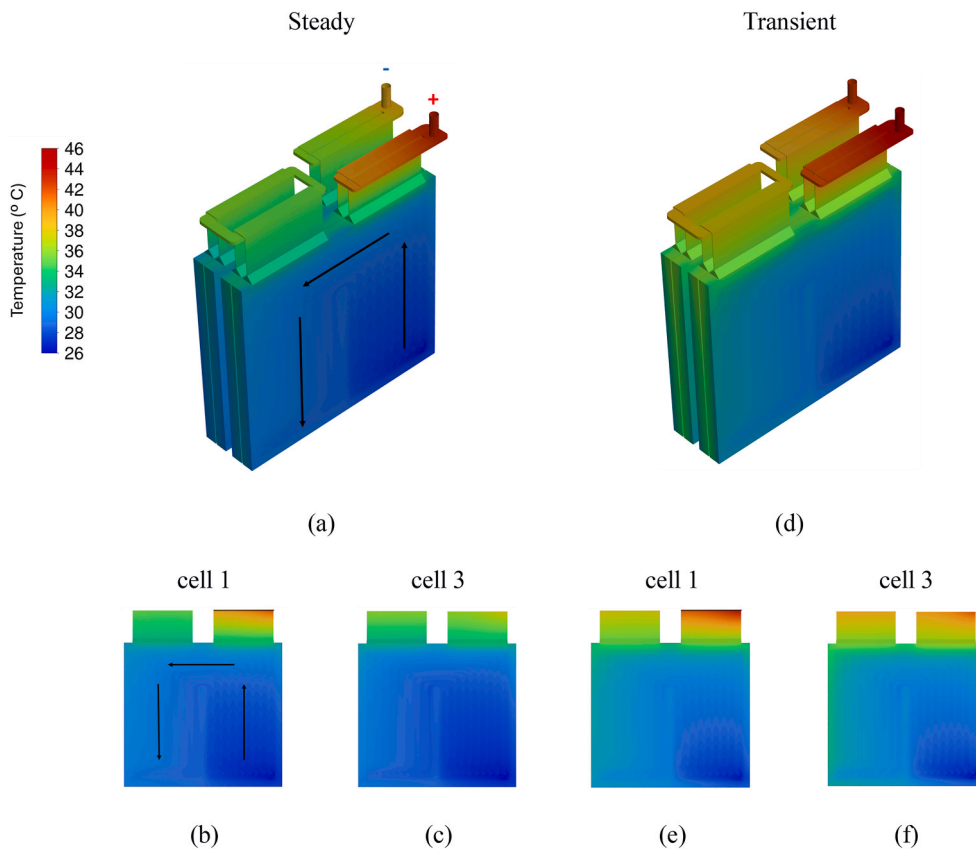 Steady
Transient
-
+
Temperature (º C)
46
44
42
40
38
36
34
32
30
28
26
(a)
(d)
cell 1
cell 3
cell 1
cell 3
(b)
(c)
(e)
(f)